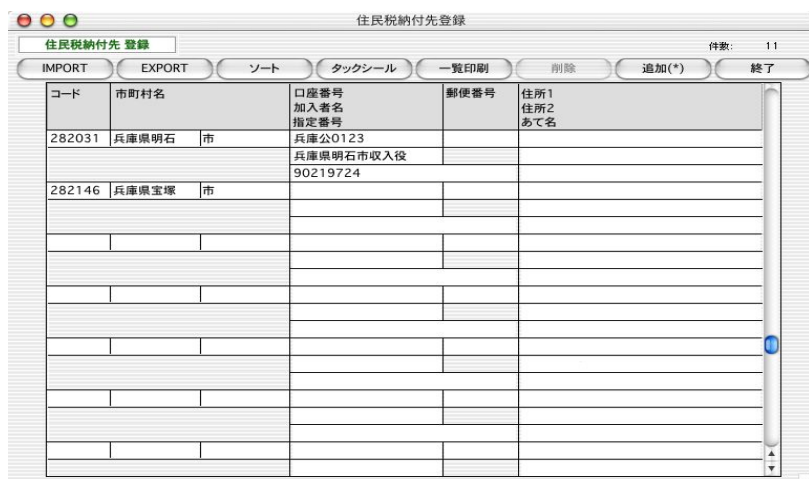 住民税納付先登録
住民税納付先 登録
件数: 11
IMPORT EXPORT ソート タックシール 一覧印刷 削除 追加(*) 終了
コード 市町村名 口座番号 郵便番号 住所1
加入者名 住所2
指定番号 あて名
282031 兵庫県明石 市 兵庫公0123
兵庫県明石市収入役
90219724
282146 兵庫県宝塚 市